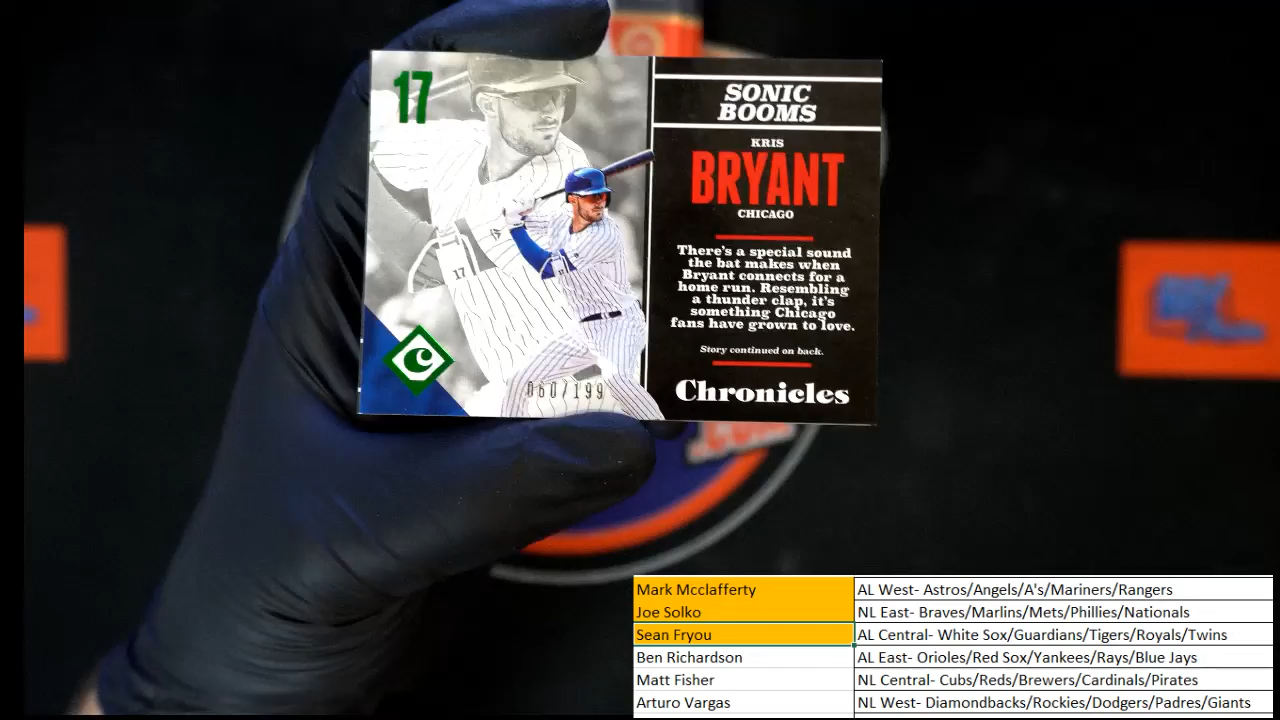 17
SONIC
BOOMS
KRIS
BRYANT
CHICAGO
There's a special sound
the bat makes when
Bryant connects for a
home run. Resembling
a thunder clap, it's
something Chicago
fans have grown to love.
Story continued on back.
Chronicles
17
C
060/199
.COM
Mark Mcclafferty AL West- Astros/Angels/A's/Mariners/Rangers
Joe Solko NL East- Braves/Marlins/Mets/Phillies/Nationals
Sean Fryou AL Central- White Sox/Guardians/Tigers/Royals/Twins
Ben Richardson AL East- Orioles/Red Sox/Yankees/Rays/Blue Jays
Matt Fisher NL Central- Cubs/Reds/Brewers/Cardinals/Pirates
Arturo Vargas NL West- Diamondbacks/Rockies/Dodgers/Padres/Giants